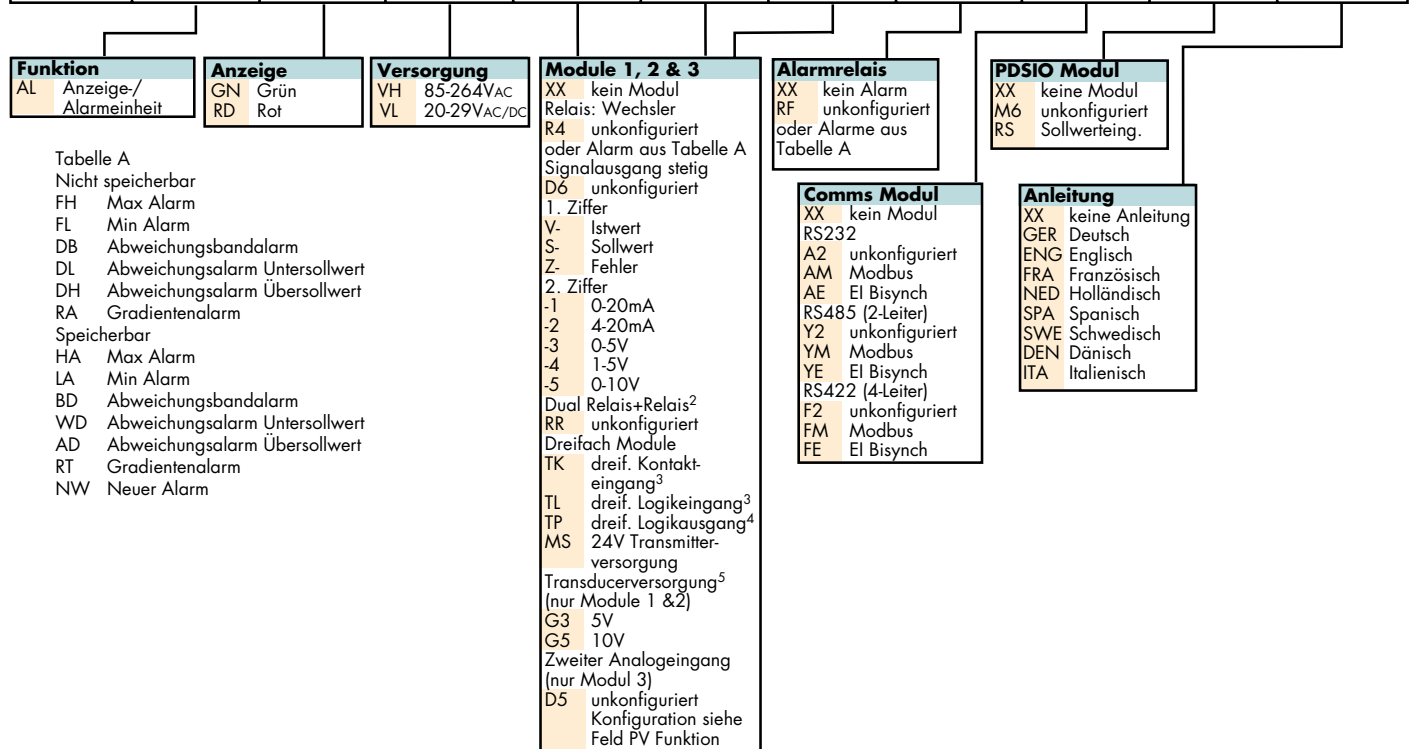 Funktion
AL Anzeige-/
Alarmeinheit
Anzeige
GN Grün
RD Rot
Versorgung
VH 85-264VAC
VL 20-29VAC/DC
Module 1, 2 & 3
XX kein Modul
Relais: Wechsler
R4 unkonfiguriert
oder Alarm aus Tabelle A
Signalausgang stetig
D6 unkonfiguriert
1. Ziffer
V- Istwert
S- Sollwert
Z- Fehler
2. Ziffer
-1 0-20mA
-2 4-20mA
-3 0-5V
-4 1-5V
-5 0-10V
Dual Relais+Relais2
RR unkonfiguriert
Dreifach Module
TK dreif. Kontakt-
eingang3
TL dreif. Logikeingang3
TP dreif. Logikausgang4
MS 24V Transmitter-
versorgung
Transducerversorgung5
(nur Module 1 &2)
G3 5V
G5 10V
Zweiter Analogeingang
(nur Modul 3)
D5 unkonfiguriert
Konfiguration siehe
Feld PV Funktion
Alarmrelais
XX kein Alarm
RF unkonfiguriert
oder Alarme aus
Tabelle A
PDSIO Modul
XX keine Modul
M6 unkonfiguriert
RS Sollwerteing.
Comms Modul
XX kein Modul
RS232
A2 unkonfiguriert
AM Modbus
AE EI Bisynch
RS485 (2-Leiter)
Y2 unkonfiguriert
YM Modbus
YE EI Bisynch
RS422 (4-Leiter)
F2 unkonfiguriert
FM Modbus
FE EI Bisynch
Anleitung
XX keine Anleitung
GER Deutsch
ENG Englisch
FRA Französisch
NED Holländisch
SPA Spanisch
SWE Schwedisch
DEN Dänisch
ITA Italienisch
Tabelle A
Nicht speicherbar
FH Max Alarm
FL Min Alarm
DB Abweichungsbandalarm
DL Abweichungsalarm Untersollwert
DH Abweichungsalarm Übersollwert
RA Gradientenalarm
Speicherbar
HA Max Alarm
LA Min Alarm
BD Abweichungsbandalarm
WD Abweichungsalarm Untersollwert
AD Abweichungsalarm Übersollwert
RT Gradientenalarm
NW Neuer Alarm